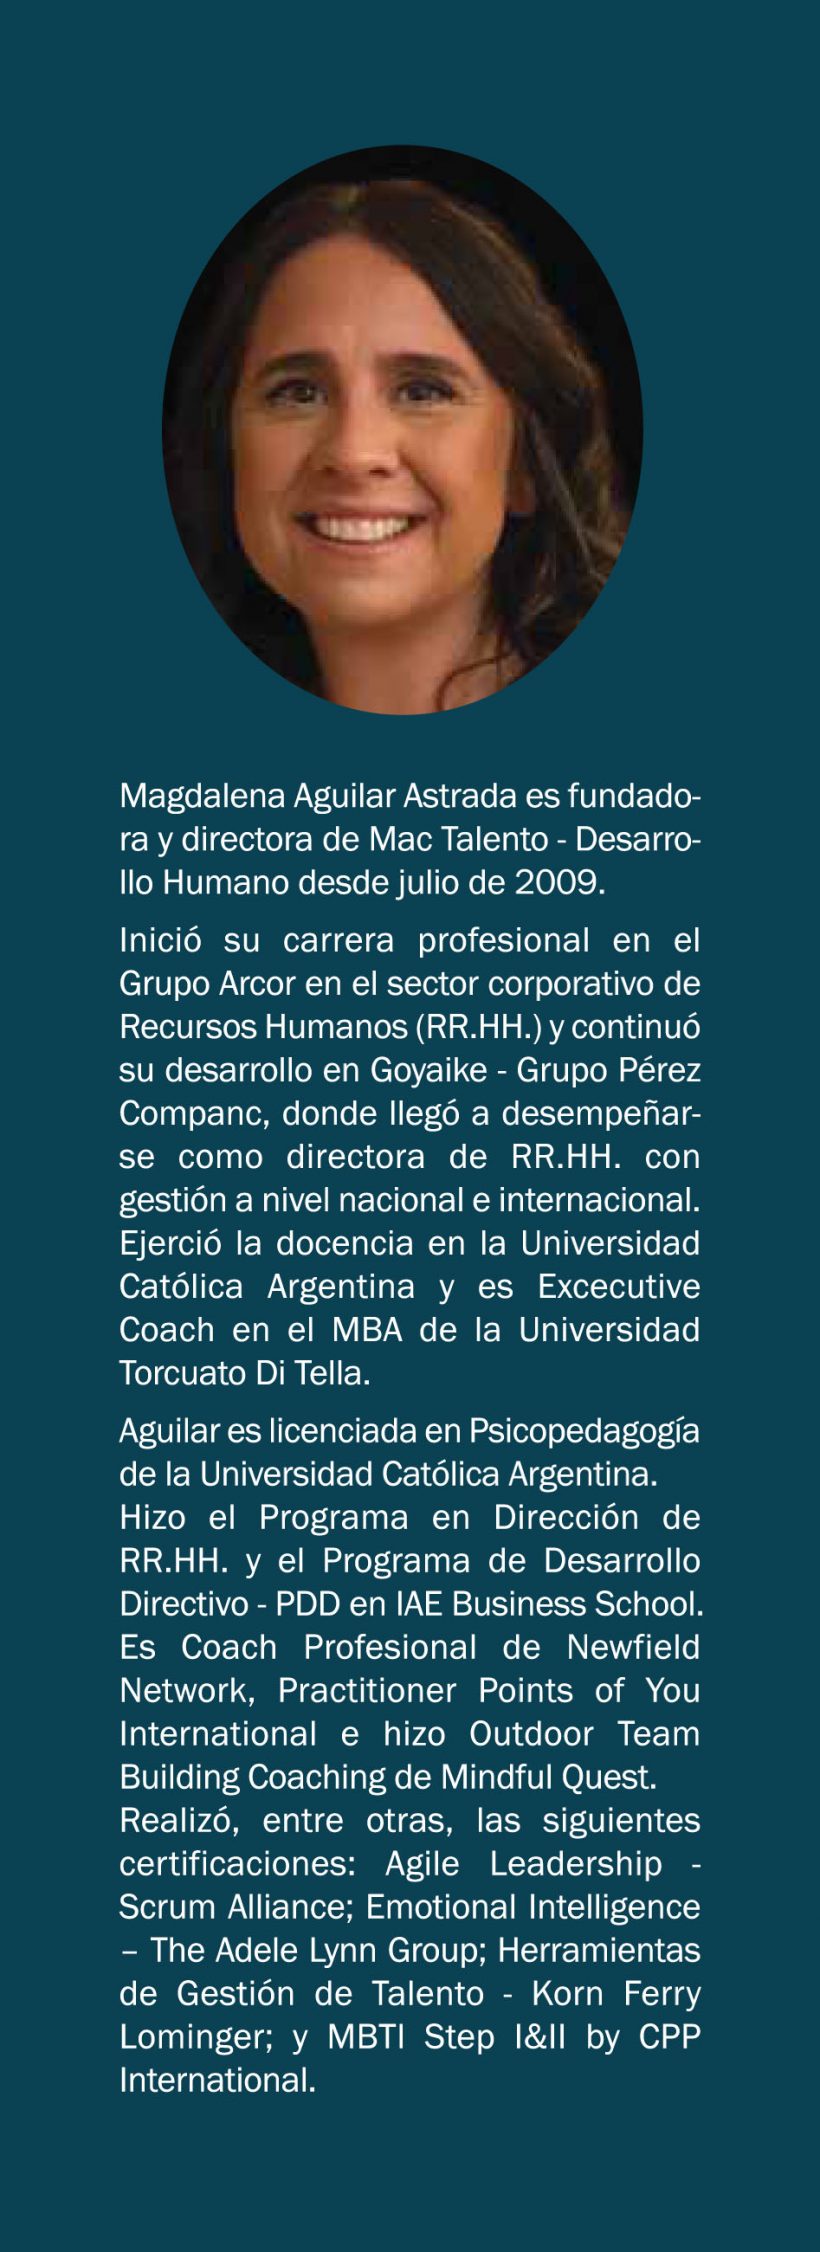 Magdalena Aguilar Astrada es fundado-
ra y directora de Mac Talento - Desarro-
llo Humano desde julio de 2009.
Inició su carrera profesional en el
Grupo Arcor en el sector corporativo de
Recursos Humanos (RR.HH.) y continuó
su desarrollo en Goyaike - Grupo Pérez
Companc, donde llegó a desempeñar-
se como directora de RR.HH. con
gestión a nivel nacional e internacional.
Ejerció la docencia en la Universidad
Católica Argentina y es Excecutive
Coach en el MBA de la Universidad
Torcuato Di Tella.
Aguilar es licenciada en Psicopedagogía
de la Universidad Católica Argentina.
Hizo el Programa en Dirección de
RR.HH. y el Programa de Desarrollo
Directivo - PDD en IAE Business School.
Es Coach Profesional de Newfield
Network, Practitioner Points of You
International e hizo Outdoor Team
Building Coaching de Mindful Quest.
Realizó, entre otras, las siguientes
certificaciones: Agile Leadership -
Scrum Alliance; Emotional Intelligence
– The Adele Lynn Group; Herramientas
de Gestión de Talento - Korn Ferry
Lominger; y MBTI Step I&II by CPP
International.